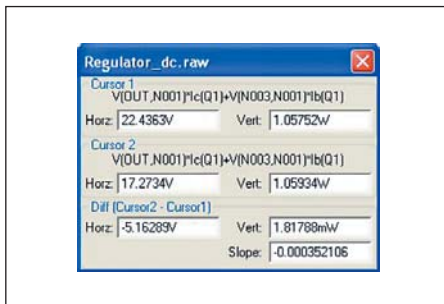 Regulator_dc.raw
Cursor 1
V(OUT,N001)*Ic(Q1)+V(N003,N001)*Ib(Q1)
Horz: 22.4363V Vert: 1.05752W
Cursor 2
V(OUT,N001)*Ic(Q1)+V(N003,N001)*Ib(Q1)
Horz: 17.2734V Vert: 1.05934W
Diff (Cursor2 - Cursor1)
Horz: -5.16289V Vert: 1.81788mW
Slope: -0.000352106